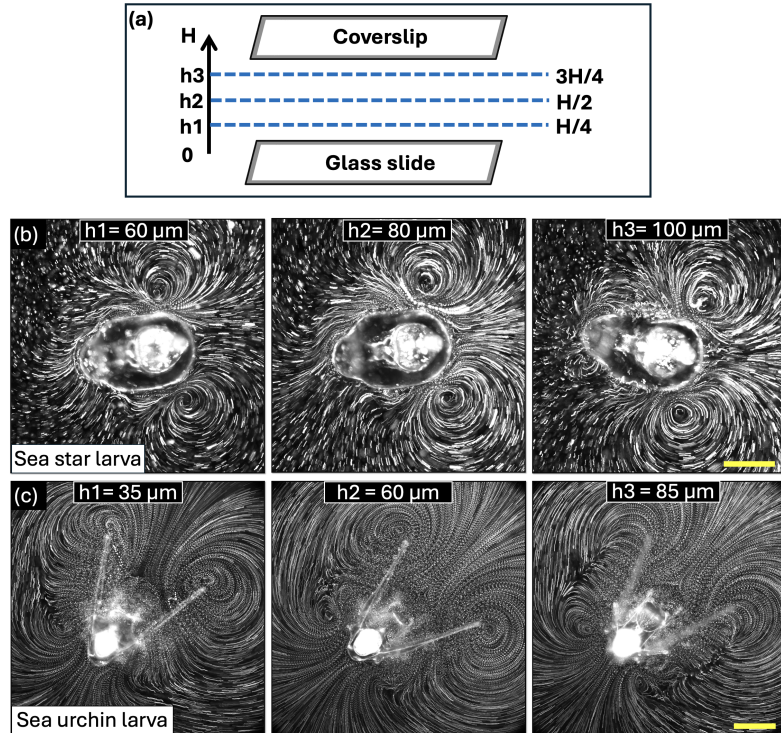 (a)
H
Coverslip
h3
3H/4
h2
H/2
h1
H/4
0
Glass slide
(b)
h1= 60 µm
h2= 80 µm
h3= 100 µm
Sea star larva
(c)
h1= 35 µm
h2 = 60 µm
h3= 85 µm
Sea urchin larva